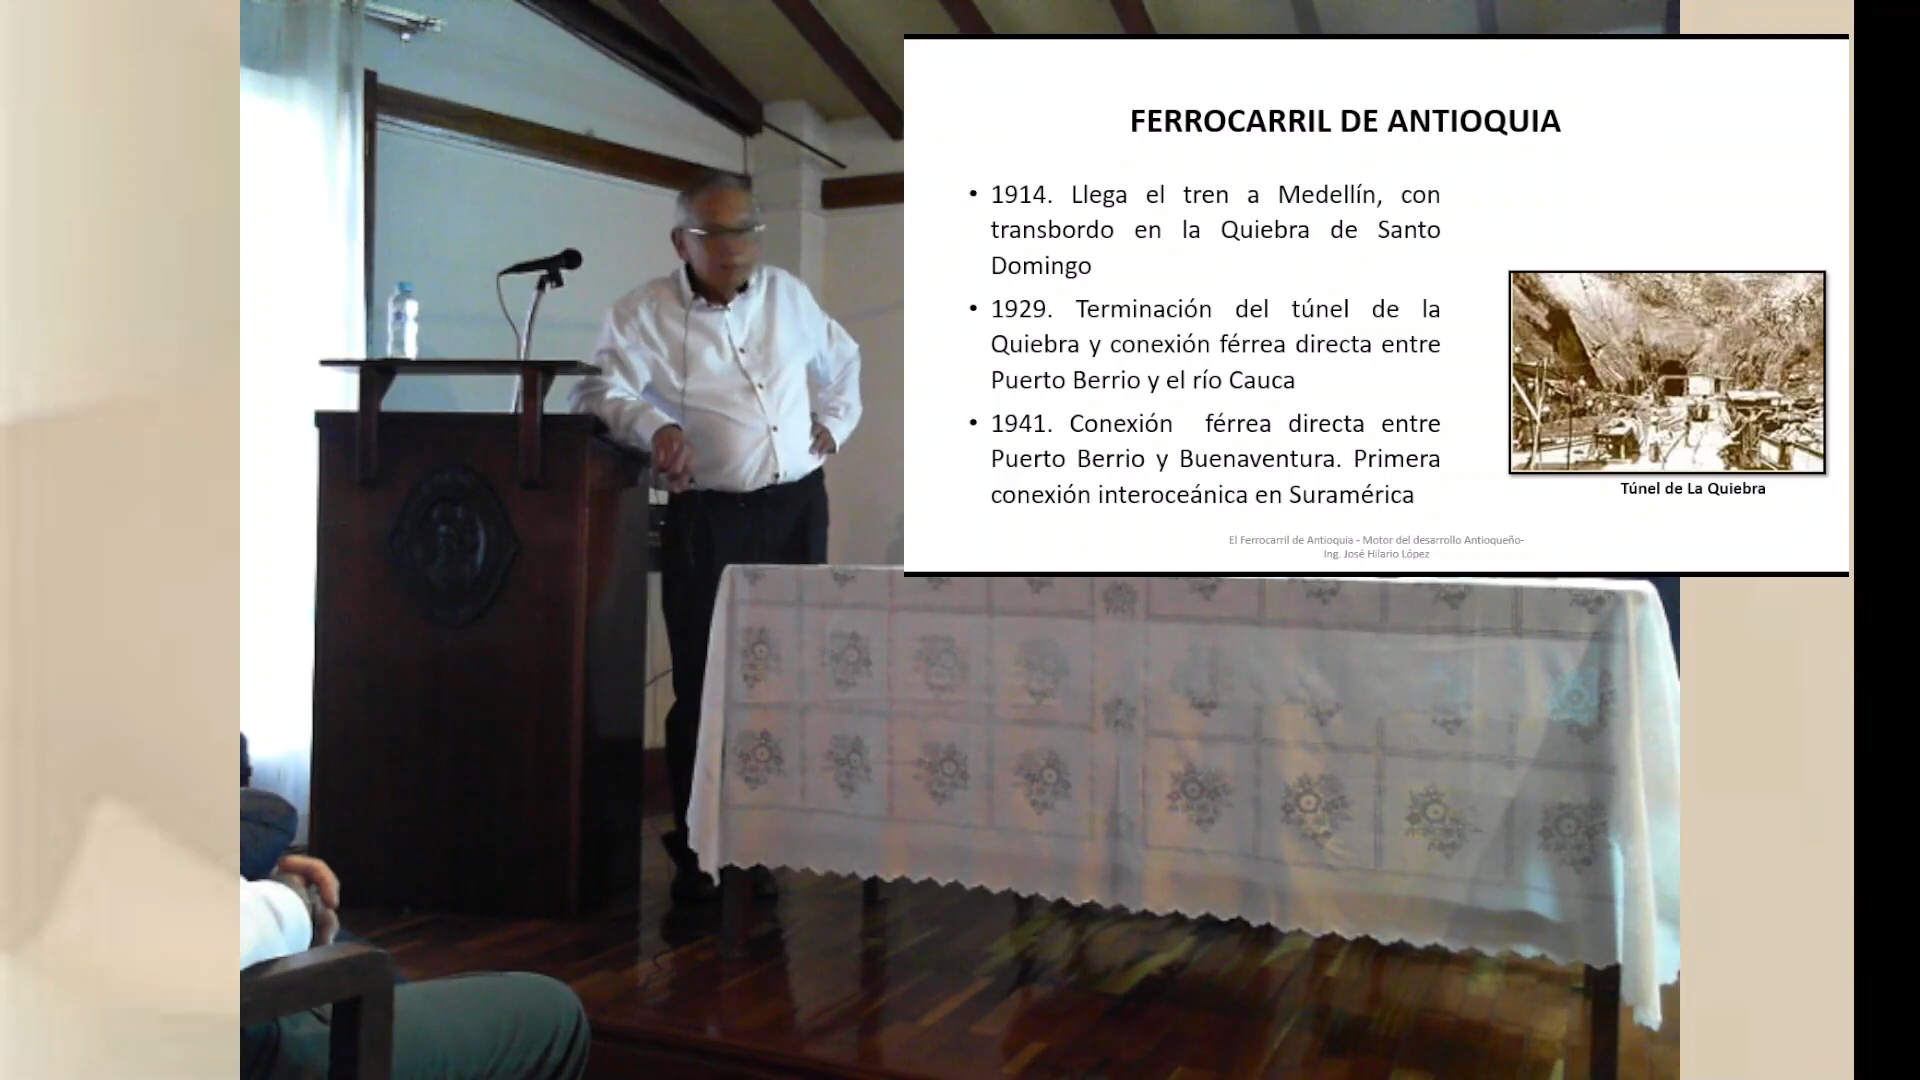 FERROCARRIL DE ANTIOQUIA
• 1914. Llega el tren a Medellín, con
transbordo en la Quiebra de Santo
Domingo
• 1929. Terminación del túnel de la
Quiebra y conexión férrea directa entre
Puerto Berrio y el río Cauca
• 1941. Conexión férrea directa entre
Puerto Berrio y Buenaventura. Primera
conexión interoceánica en Suramérica
Túnel de La Quiebra
El Ferrocarril de Antioquia - Motor del desarrollo Antioqueño-
Ing. José Hilario López